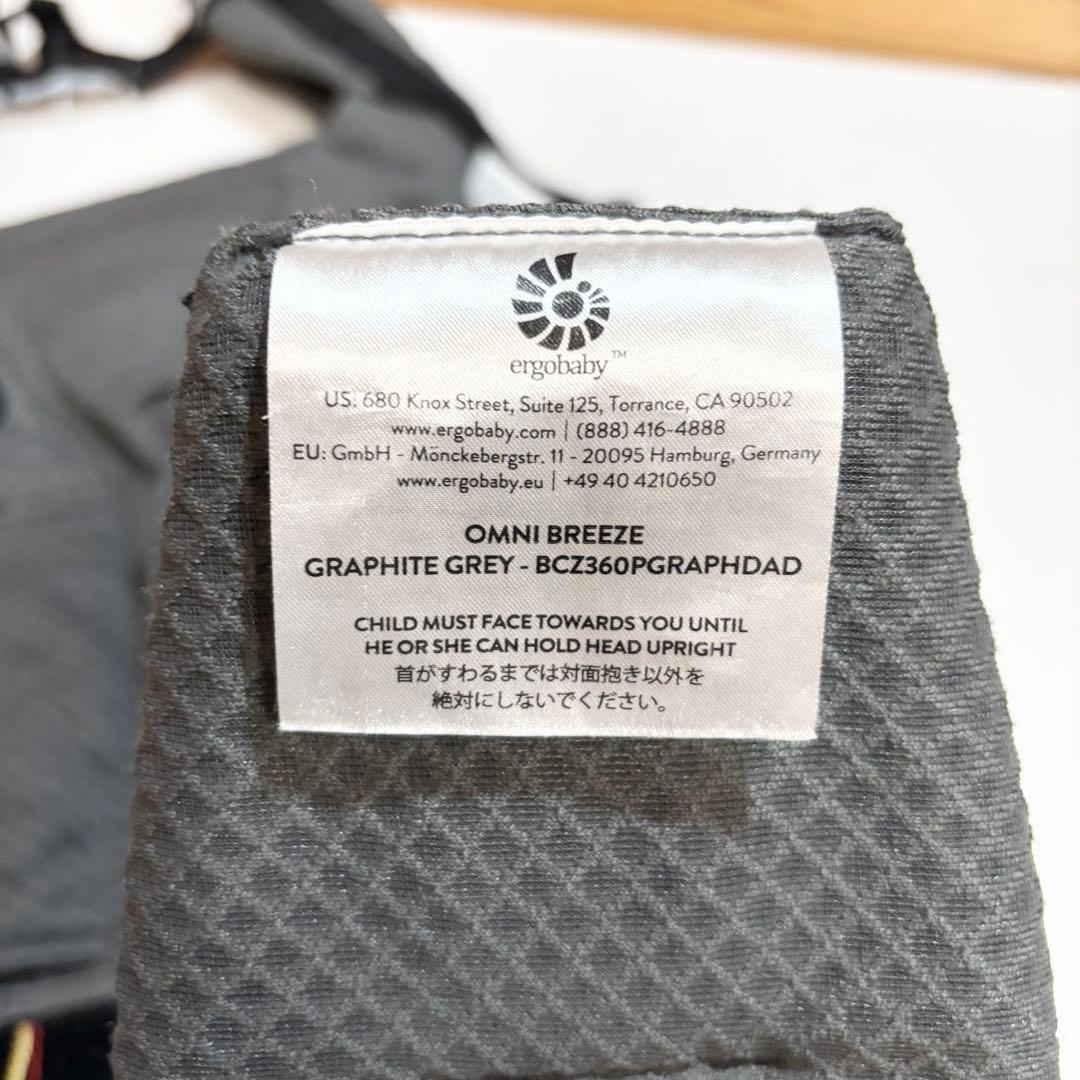 ergobaby™
US: 680 Knox Street, Suite 125, Torrance, CA 90502
www.ergobaby.com | (888) 416-4888
EU: GmbH - Mönckebergstr. 11 - 20095 Hamburg, Germany
www.ergobaby.eu | +49 40 4210650
OMNI BREEZE
GRAPHITE GREY - BCZ360PGRAPHDAD
CHILD MUST FACE TOWARDS YOU UNTIL
HE OR SHE CAN HOLD HEAD UPRIGHT
首がすわるまでは対面抱き以外を
絶対にしないでください。